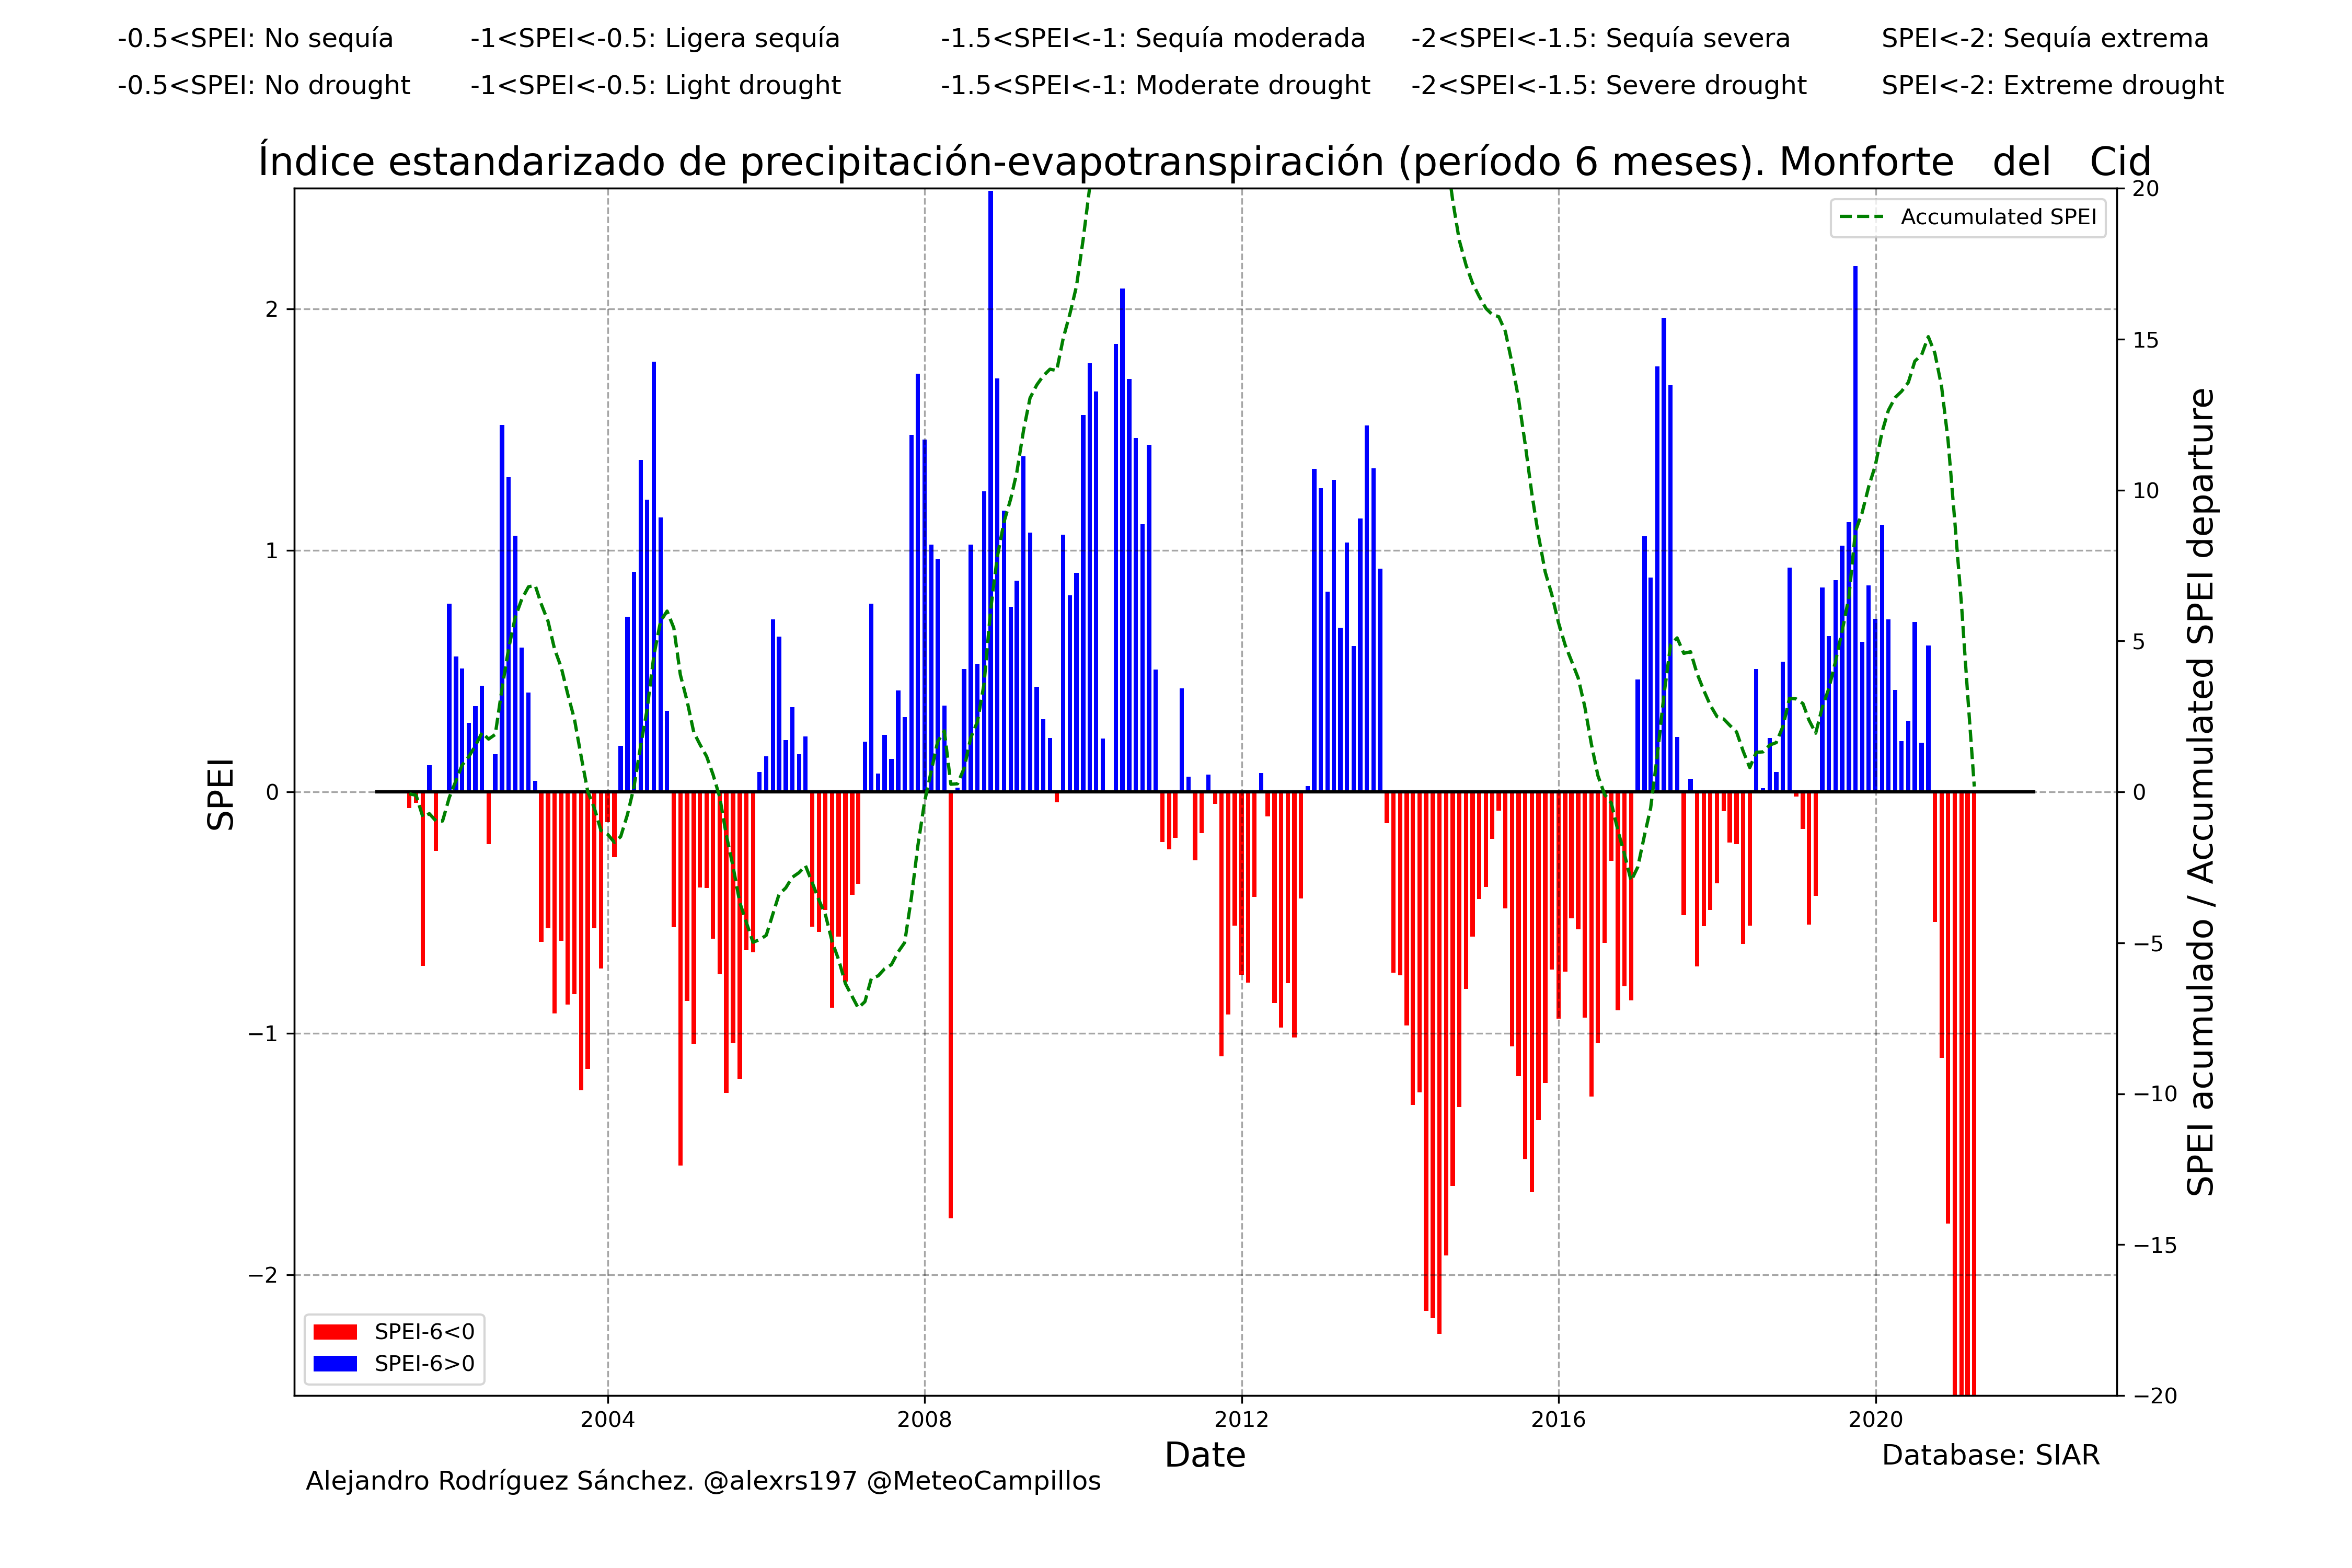 -0.5<SPEI: No sequía -1<SPEI<-0.5: Ligera sequía -1.5<SPEI<-1: Sequía moderada -2<SPEI<-1.5: Sequía severa SPEI<-2: Sequía extrema
-0.5<SPEI: No drought -1<SPEI<-0.5: Light drought -1.5<SPEI<-1: Moderate drought -2<SPEI<-1.5: Severe drought SPEI<-2: Extreme drought
Índice estandarizado de precipitación-evapotranspiración (período 6 meses). Monforte del Cid
Accumulated SPEI
SPEI
2
1
0
−1
−2
20
15
10
5
0
−5
−10
−15
−20
SPEI acumulado / Accumulated SPEI departure
SPEI-6<0
SPEI-6>0
2004 2008 2012 2016 2020
Date
Database: SIAR
Alejandro Rodríguez Sánchez. @alexrs197 @MeteoCampillos